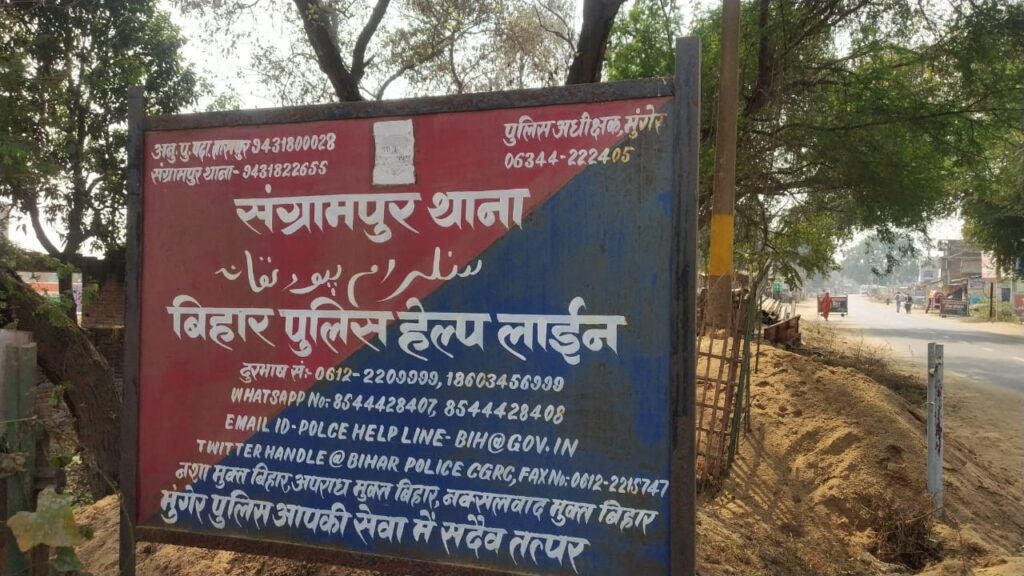 अनु.पु.पदा.तारापुर 9431800028
संग्रामपुर थाना- 9431822655
पुलिस अधीक्षक, मुंगेर
06344-222405
संग्रामपुर थाना
سنگرام پور تھانہ
बिहार पुलिस हेल्प लाईन
दुरभाष सं:- 0612-2209999, 18603456999
WHATSAPP No:- 8544428407, 8544428408
EMAIL ID-POLCE HELP LINE-BIH@GOV.IN
TWITTER HANDLE @ BIHAR POLICE CGRC, FAX No:0612-2215747
नशा मुक्त बिहार, अपराध मुक्त बिहार, नक्सलवाद मुक्त बिहार
मुंगेर पुलिस आपकी सेवा में सदैव तत्पर